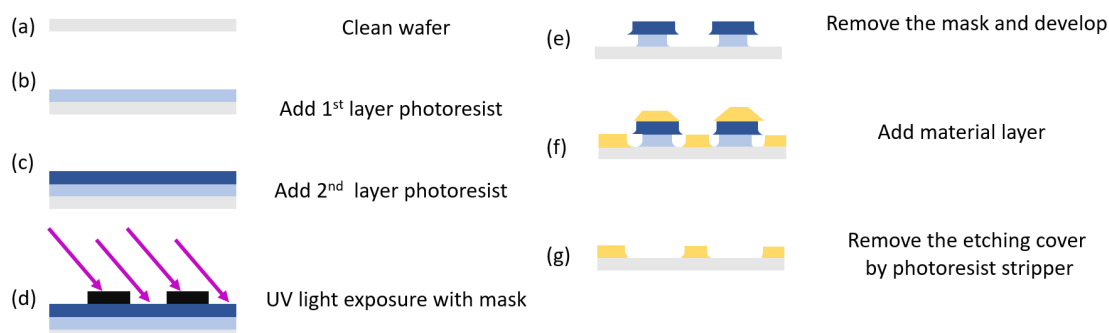 (a) Clean wafer
(b) Add 1st layer photoresist
(c) Add 2nd layer photoresist
(d) UV light exposure with mask
(e) Remove the mask and develop
(f) Add material layer
(g) Remove the etching cover
by photoresist stripper